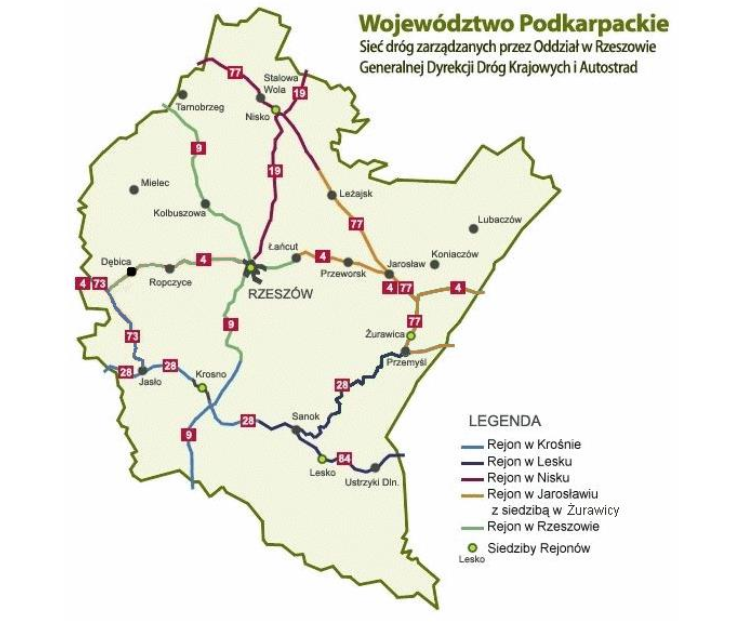 Województwo Podkarpackie
Sieć dróg zarządzanych przez Oddział w Rzeszowie
Generalnej Dyrekcji Dróg Krajowych i Autostrad
77
Stalowa
Wola
19
Tarnobrzeg
Nisko
9
19
Mielec
Leżajsk
Kolbuszowa
77
Lubaczów
Łańcut
4
4
Dębica
Ropczyce
Przeworsk
Jarosław
Koniaczów
4 73
RZESZÓW
4 77
4
9
77
73
Żurawica
Przemyśl
28
28
Jasło
Krosno
28
9
28
Sanok
Lesko
84
Ustrzyki Dln.
LEGENDA
Rejon w Krośnie
Rejon w Lesku
Rejon w Nisku
Rejon w Jarosławiu
z siedzibą w Żurawicy
Rejon w Rzeszowie
Siedziby Rejonów
Lesko